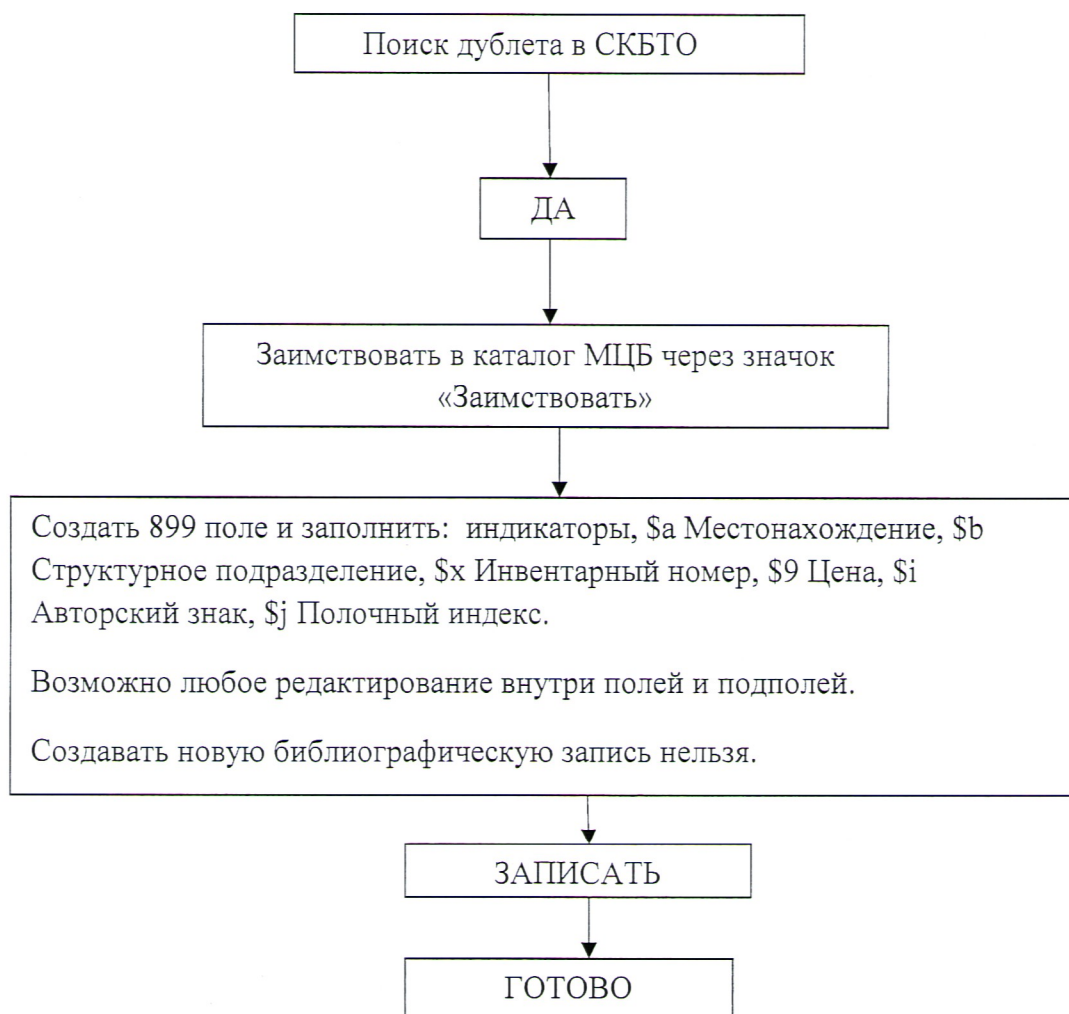 Поиск дублета в СКБТО
ДА
Заимствовать в каталог МЦБ через значок
«Заимствовать»
Создать 899 поле и заполнить: индикаторы, $a Местонахождение, $b
Структурное подразделение, $x Инвентарный номер, $9 Цена, $i
Авторский знак, $j Полочный индекс.
Возможно любое редактирование внутри полей и подполей.
Создавать новую библиографическую запись нельзя.
ЗАПИСАТЬ
ГОТОВО